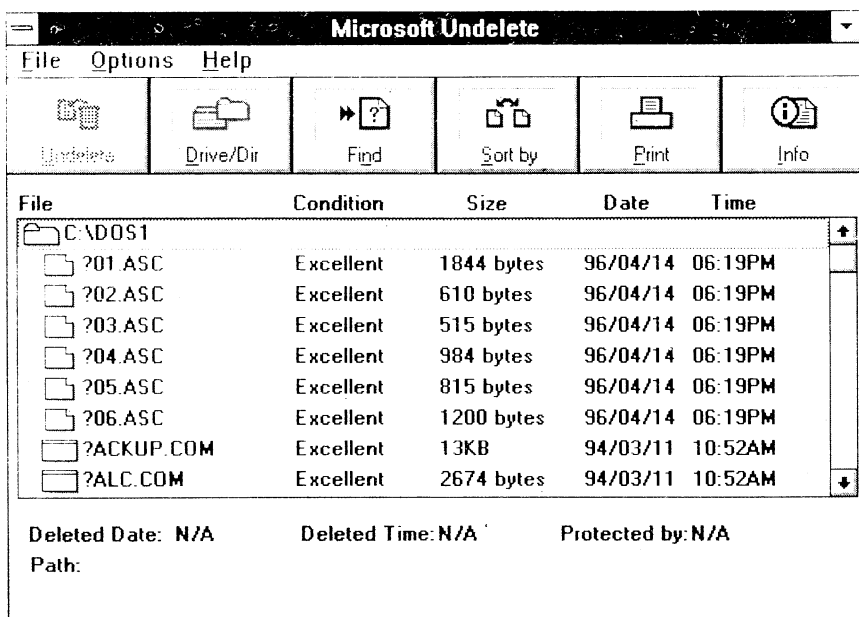 Microsoft Undelete
File Options Help
Undelete Drive/Dir Find Sort by Print Info
File Condition Size Date Time
C:\DOS1
?01.ASC Excellent 1844 bytes 96/04/14 06:19PM
?02.ASC Excellent 610 bytes 96/04/14 06:19PM
?03.ASC Excellent 515 bytes 96/04/14 06:19PM
?04.ASC Excellent 984 bytes 96/04/14 06:19PM
?05.ASC Excellent 815 bytes 96/04/14 06:19PM
?06.ASC Excellent 1200 bytes 96/04/14 06:19PM
?ACKUP.COM Excellent 13KB 94/03/11 10:52AM
?ALC.COM Excellent 2674 bytes 94/03/11 10:52AM
Deleted Date: N/A Deleted Time: N/A Protected by: N/A
Path: